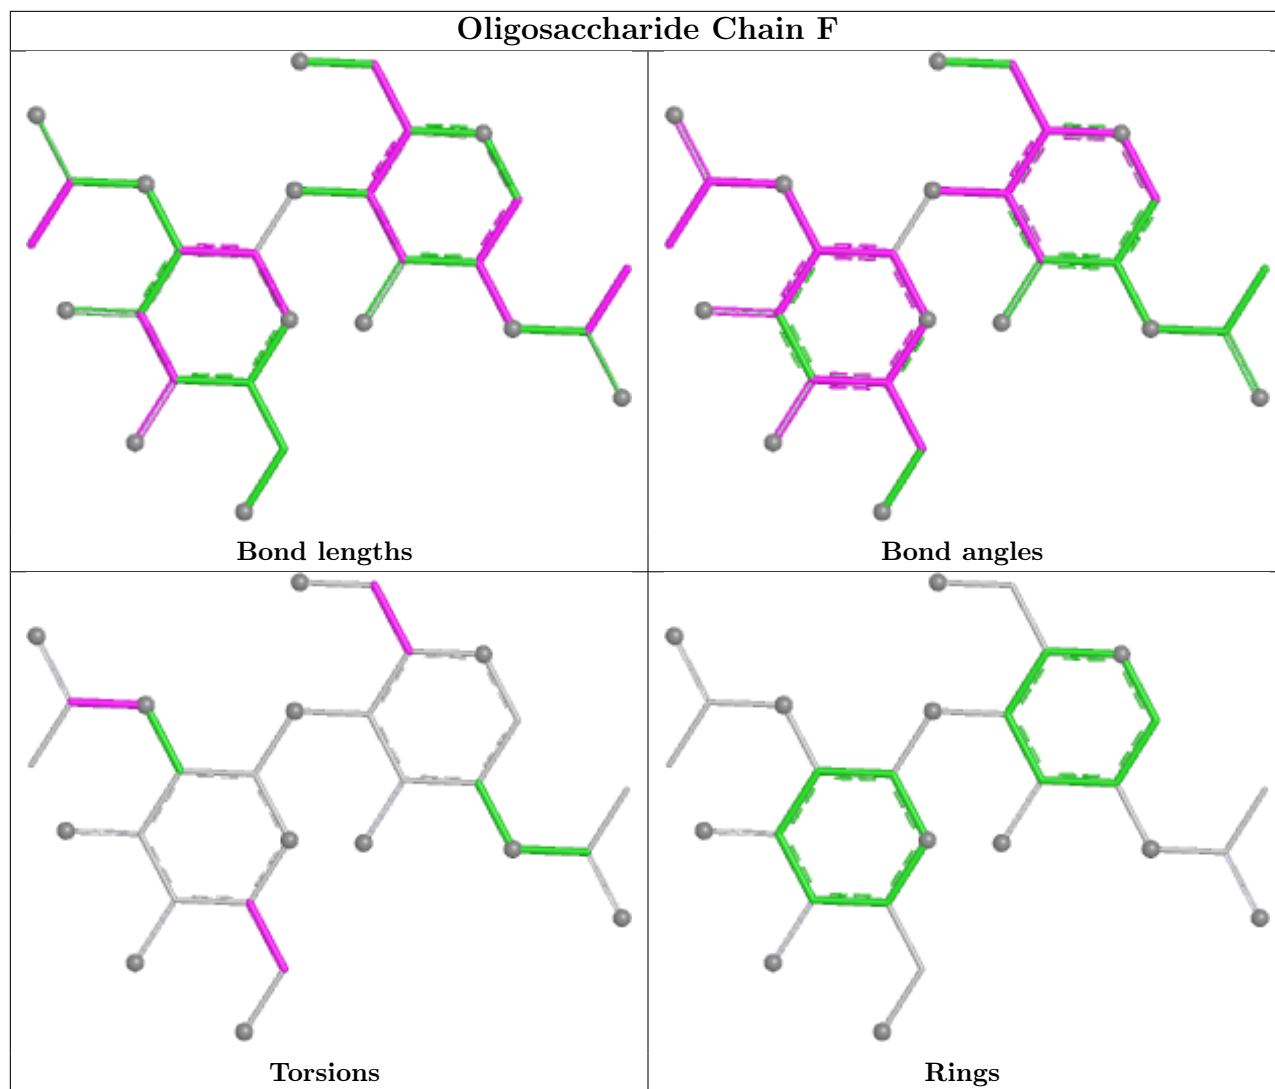 Oligosaccharide Chain F
Bond lengths
Bond angles
Torsions
Rings